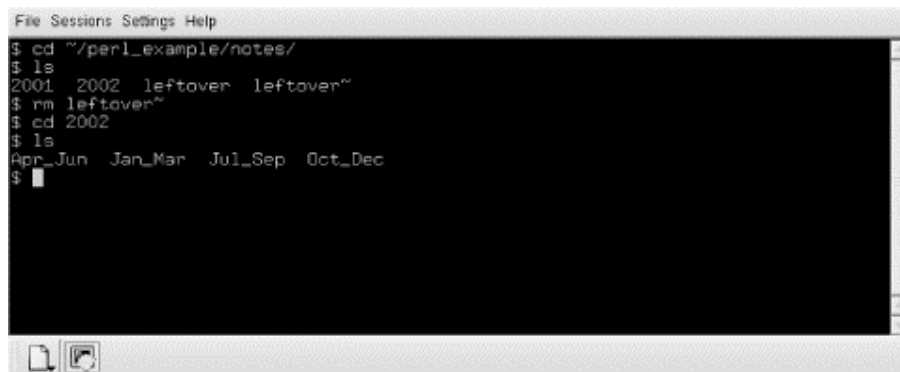 File Sessions Settings Help
$ cd ~/perl_example/notes/
$ ls
2001 2002 leftover leftover~
$ rm leftover~
$ cd 2002
$ ls
Apr_Jun Jan_Mar Jul_Sep Oct_Dec
$